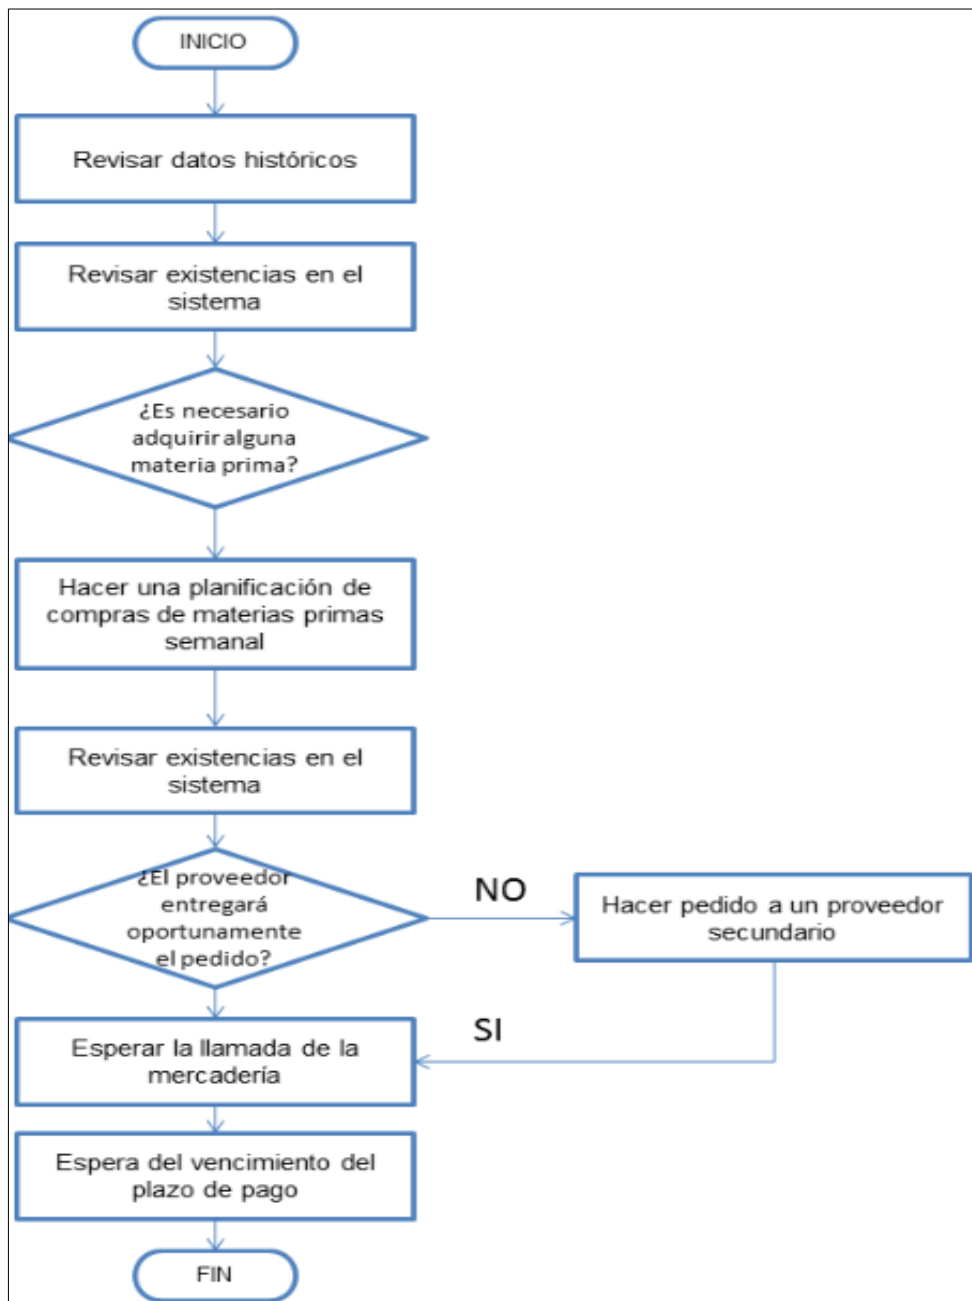 INICIO
Revisar datos históricos
Revisar existencias en el
sistema
¿Es necesario
adquirir alguna
materia prima?
Hacer una planificación de
compras de materias primas
semanal
Revisar existencias en el
sistema
¿El proveedor
entregará
oportunamente
el pedido?
NO
Hacer pedido a un proveedor
secundario
SI
Esperar la llamada de la
mercadería
Espera del vencimiento del
plazo de pago
FIN